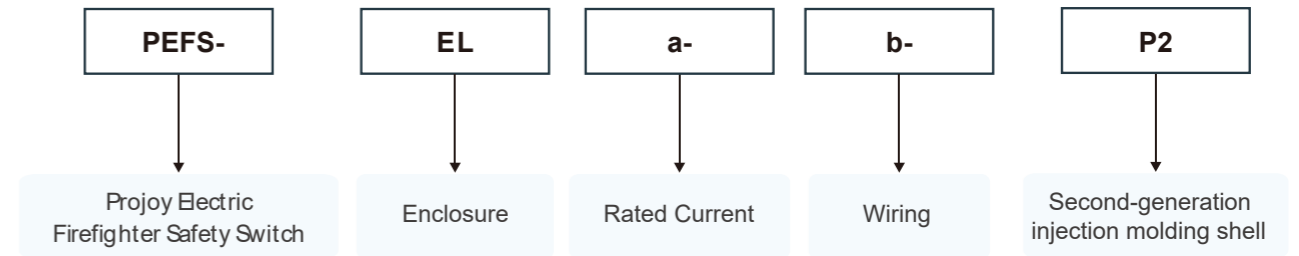 PEFS-
EL
a-
b-
P2
Projoy Electric
Firefighter Safety Switch
Enclosure
Rated Current
Wiring
Second-generation
injection molding shell